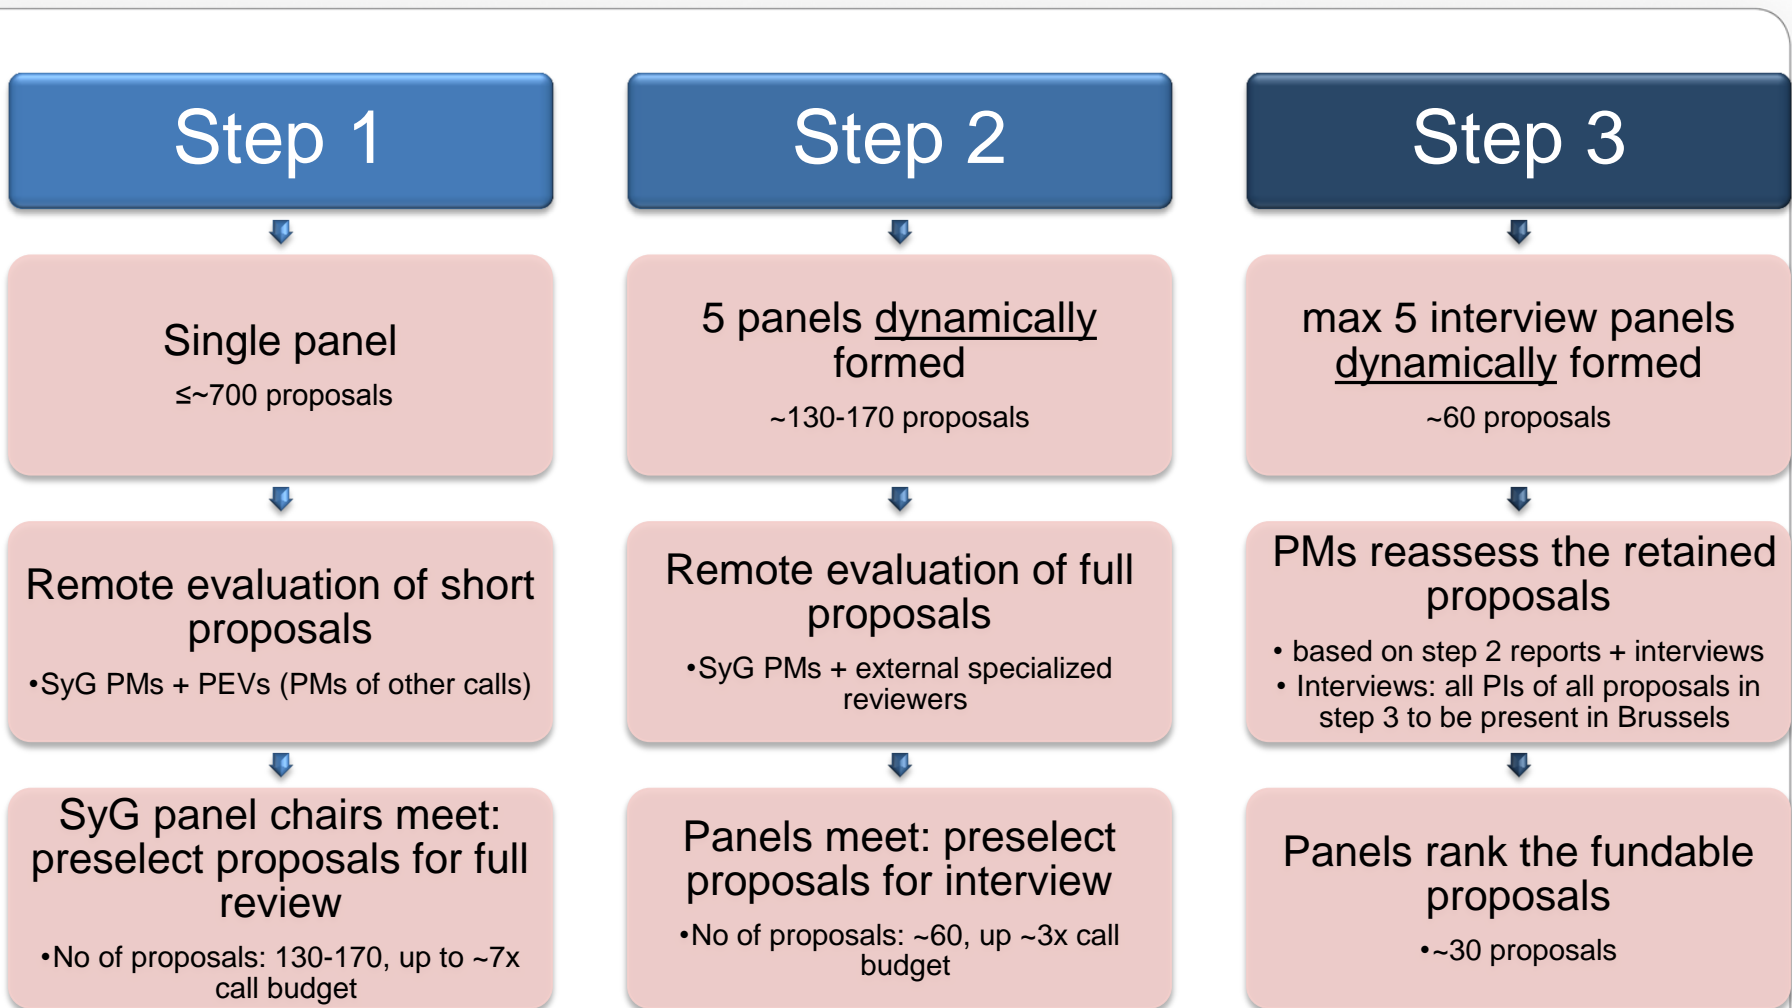 Step 1
Single panel
≤~700 proposals
Remote evaluation of short
proposals
•SyG PMs + PEVs (PMs of other calls)
SyG panel chairs meet:
preselect proposals for full
review
•No of proposals: 130-170, up to ~7x
call budget
Step 2
5 panels dynamically
formed
~130-170 proposals
Remote evaluation of full
proposals
•SyG PMs + external specialized
reviewers
Panels meet: preselect
proposals for interview
•No of proposals: ~60, up ~3x call
budget
Step 3
max 5 interview panels
dynamically formed
~60 proposals
PMs reassess the retained
proposals
• based on step 2 reports + interviews
• Interviews: all PIs of all proposals in
step 3 to be present in Brussels
Panels rank the fundable
proposals
•~30 proposals